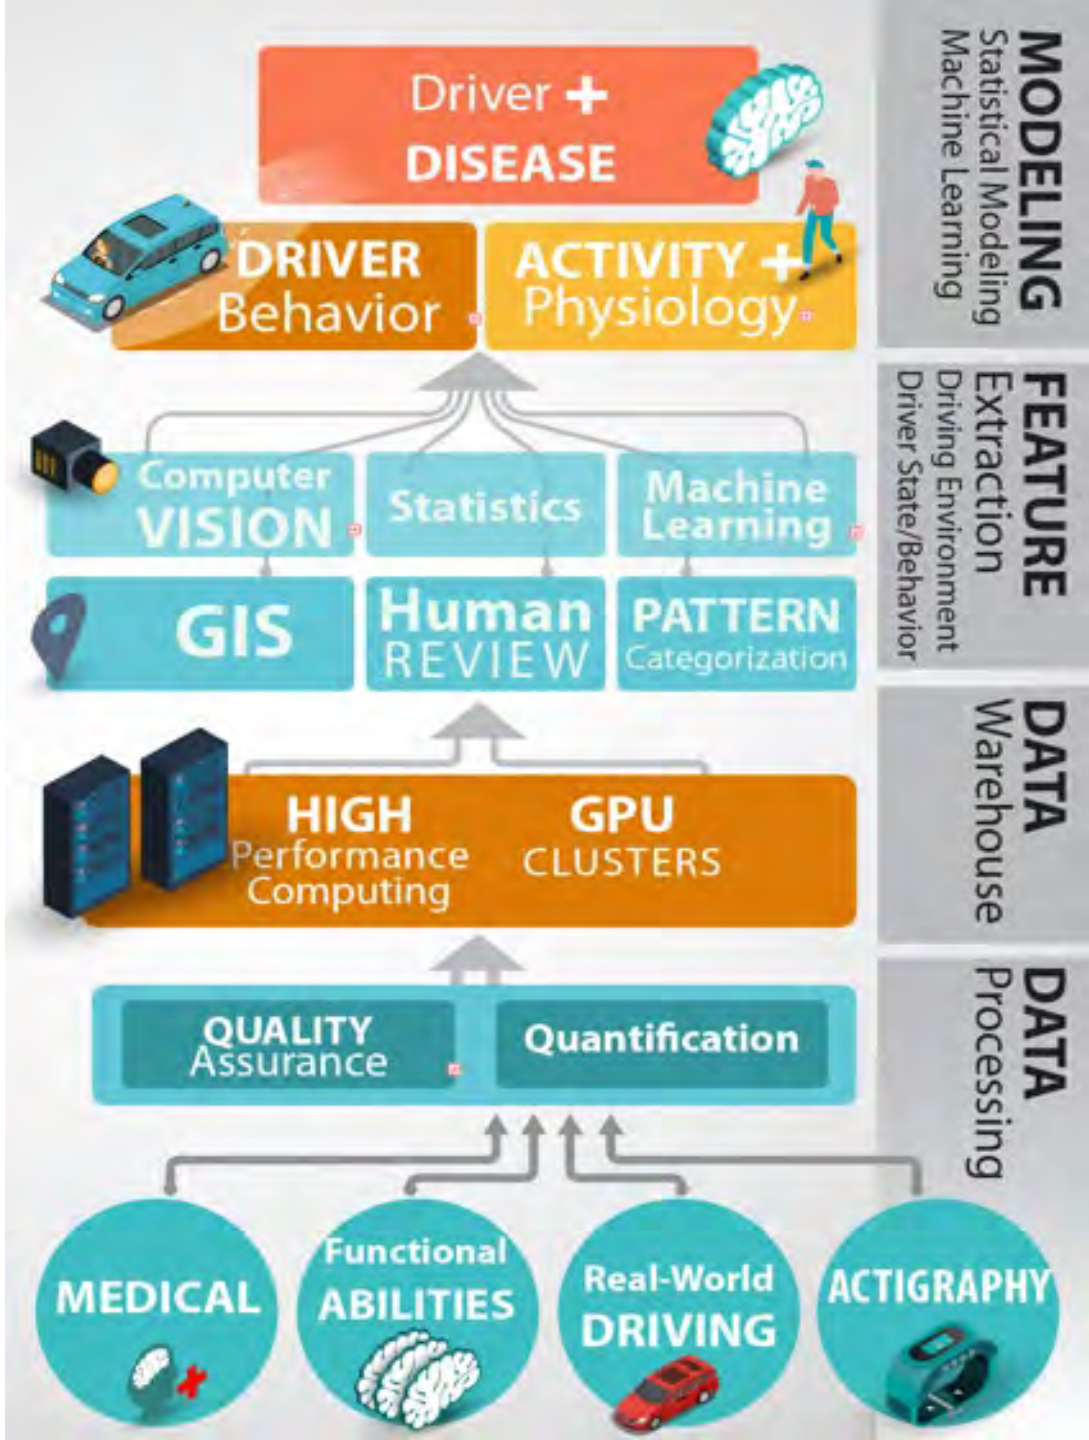 Driver +
DISEASE
DRIVER
Behavior
ACTIVITY +
Physiology
Computer
VISION
Statistics
Machine
Learning
GIS
Human
REVIEW
PATTERN
Categorization
HIGH
Performance
Computing
GPU
CLUSTERS
QUALITY
Assurance
Quantification
MEDICAL
Functional
ABILITIES
Real-World
DRIVING
ACTIGRAPHY
MODELING
Statistical Modeling
Machine Learning
FEATURE
Extraction
Driving Environment
Driver State/Behavior
DATA
Warehouse
DATA
Processing